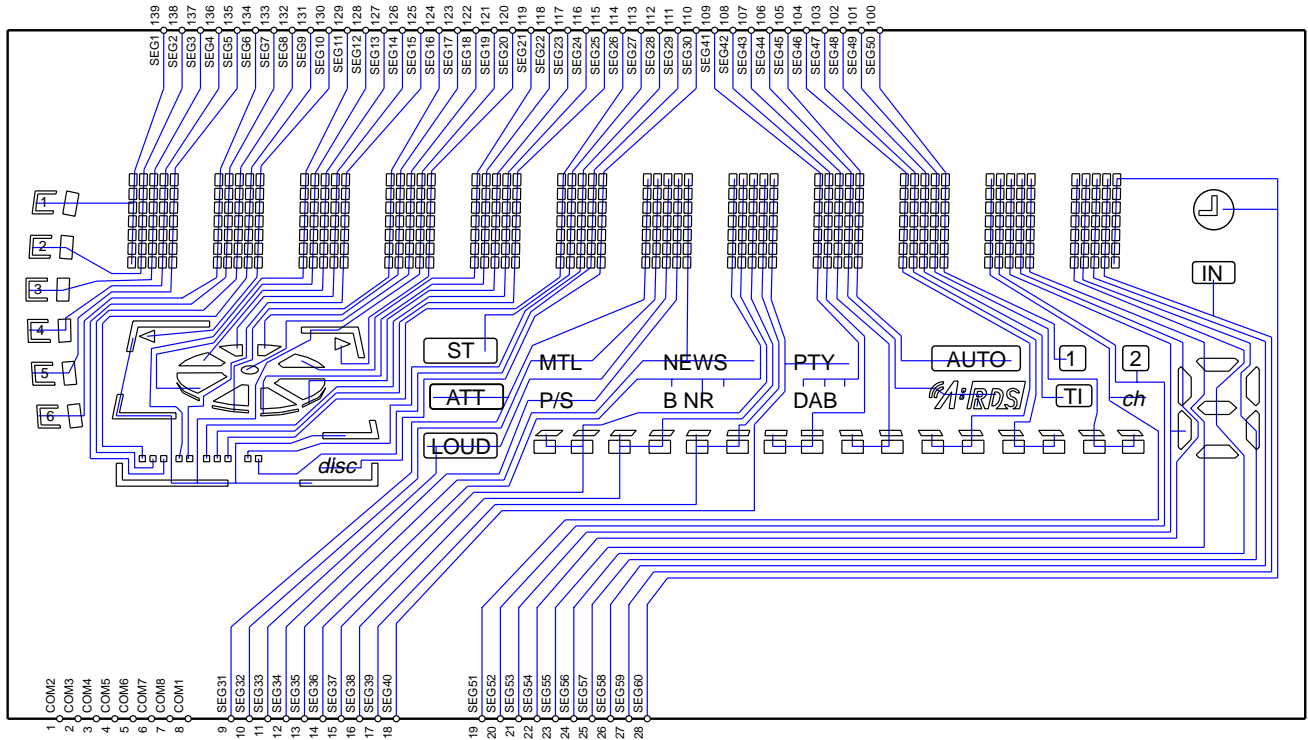 139 138 137 136 135 134 133 132 131 130 129 128 127 126 125 124 123 122 121 120 119 118 117 116 115 114 113 112 111 110 109 108 107 106 105 104 103 102 101 100
SEG1 SEG2 SEG3 SEG4 SEG5 SEG6 SEG7 SEG8 SEG9 SEG10 SEG11 SEG12 SEG13 SEG14 SEG15 SEG16 SEG17 SEG18 SEG19 SEG20 SEG21 SEG22 SEG23 SEG24 SEG25 SEG26 SEG27 SEG28 SEG29 SEG30 SEG41 SEG42 SEG43 SEG44 SEG45 SEG46 SEG47 SEG48 SEG49 SEG50
1
2
IN
3
4
ST MTL NEWS PTY AUTO 1 2
5
ATT P/S B NR DAB RDS TI ch
6
LOUD
disc
COM2 COM3 COM4 COM5 COM6 COM7 COM8 COM1 SEG31 SEG32 SEG33 SEG34 SEG35 SEG36 SEG37 SEG38 SEG39 SEG40 SEG51 SEG52 SEG53 SEG54 SEG55 SEG56 SEG57 SEG58 SEG59 SEG60
1 2 3 4 5 6 7 8 9 10 11 12 13 14 15 16 17 18 19 20 21 22 23 24 25 26 27 28